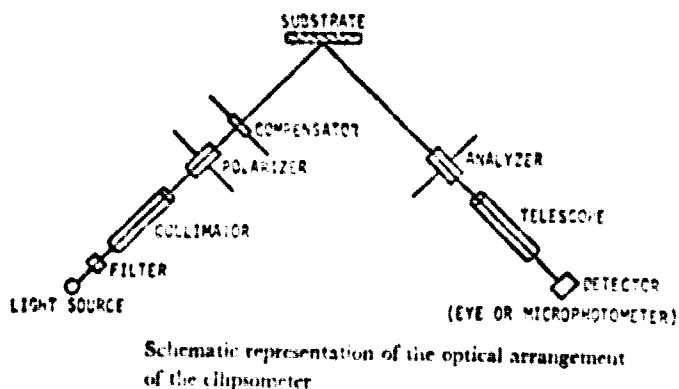 SUBSTRATE
COMPENSATOR
POLARIZER
COLLIMATOR
FILTER
LIGHT SOURCE
ANALYZER
TELESCOPE
DETECTOR
(EYE OR MICROPHOTOMETER)
Schematic representation of the optical arrangement
of the ellipsometer